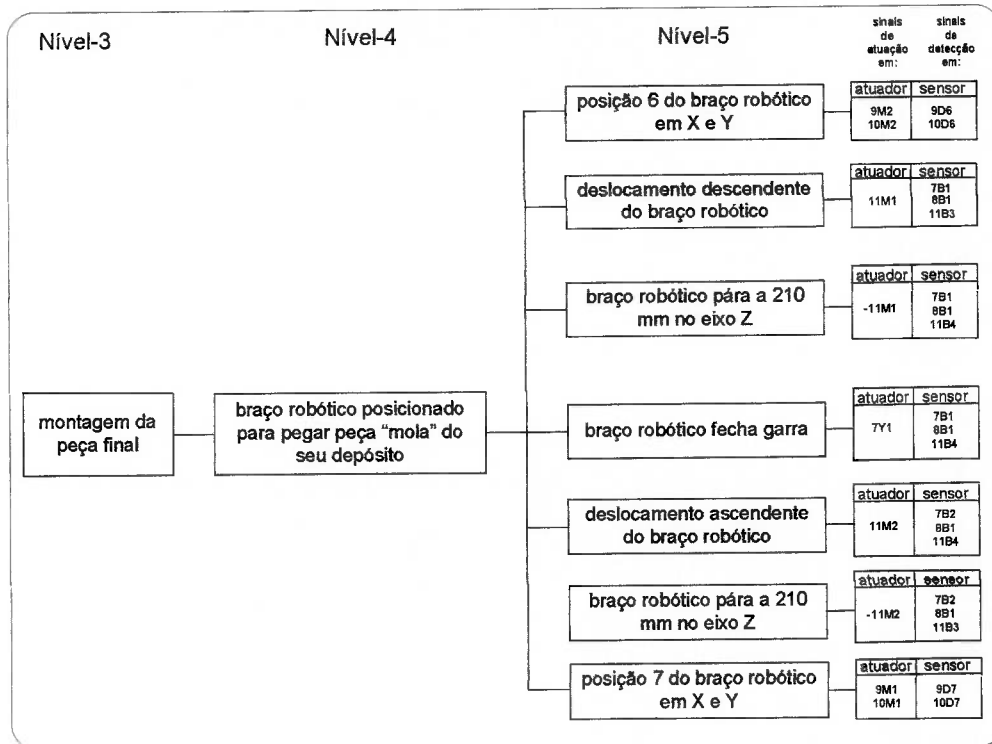 Nível-3
Nível-4
Nível-5
sinais
de
atuação
em:
sinais
de
detecção
em:
posição 6 do braço robótico
em X e Y
atuador sensor
9M2 9D6
10M2 10D6
deslocamento descendente
do braço robótico
atuador sensor
11M1
7B1
8B1
11B3
braço robótico pára a 210
mm no eixo Z
atuador sensor
-11M1
7B1
8B1
11B4
montagem da
peça final
braço robótico posicionado
para pegar peça “mola” do
seu depósito
braço robótico fecha garra
atuador sensor
7Y1
7B1
8B1
11B4
deslocamento ascendente
do braço robótico
atuador sensor
11M2
7B2
8B1
11B4
braço robótico pára a 210
mm no eixo Z
atuador sensor
-11M2
7B2
8B1
11B3
posição 7 do braço robótico
em X e Y
atuador sensor
9M1 9D7
10M1 10D7